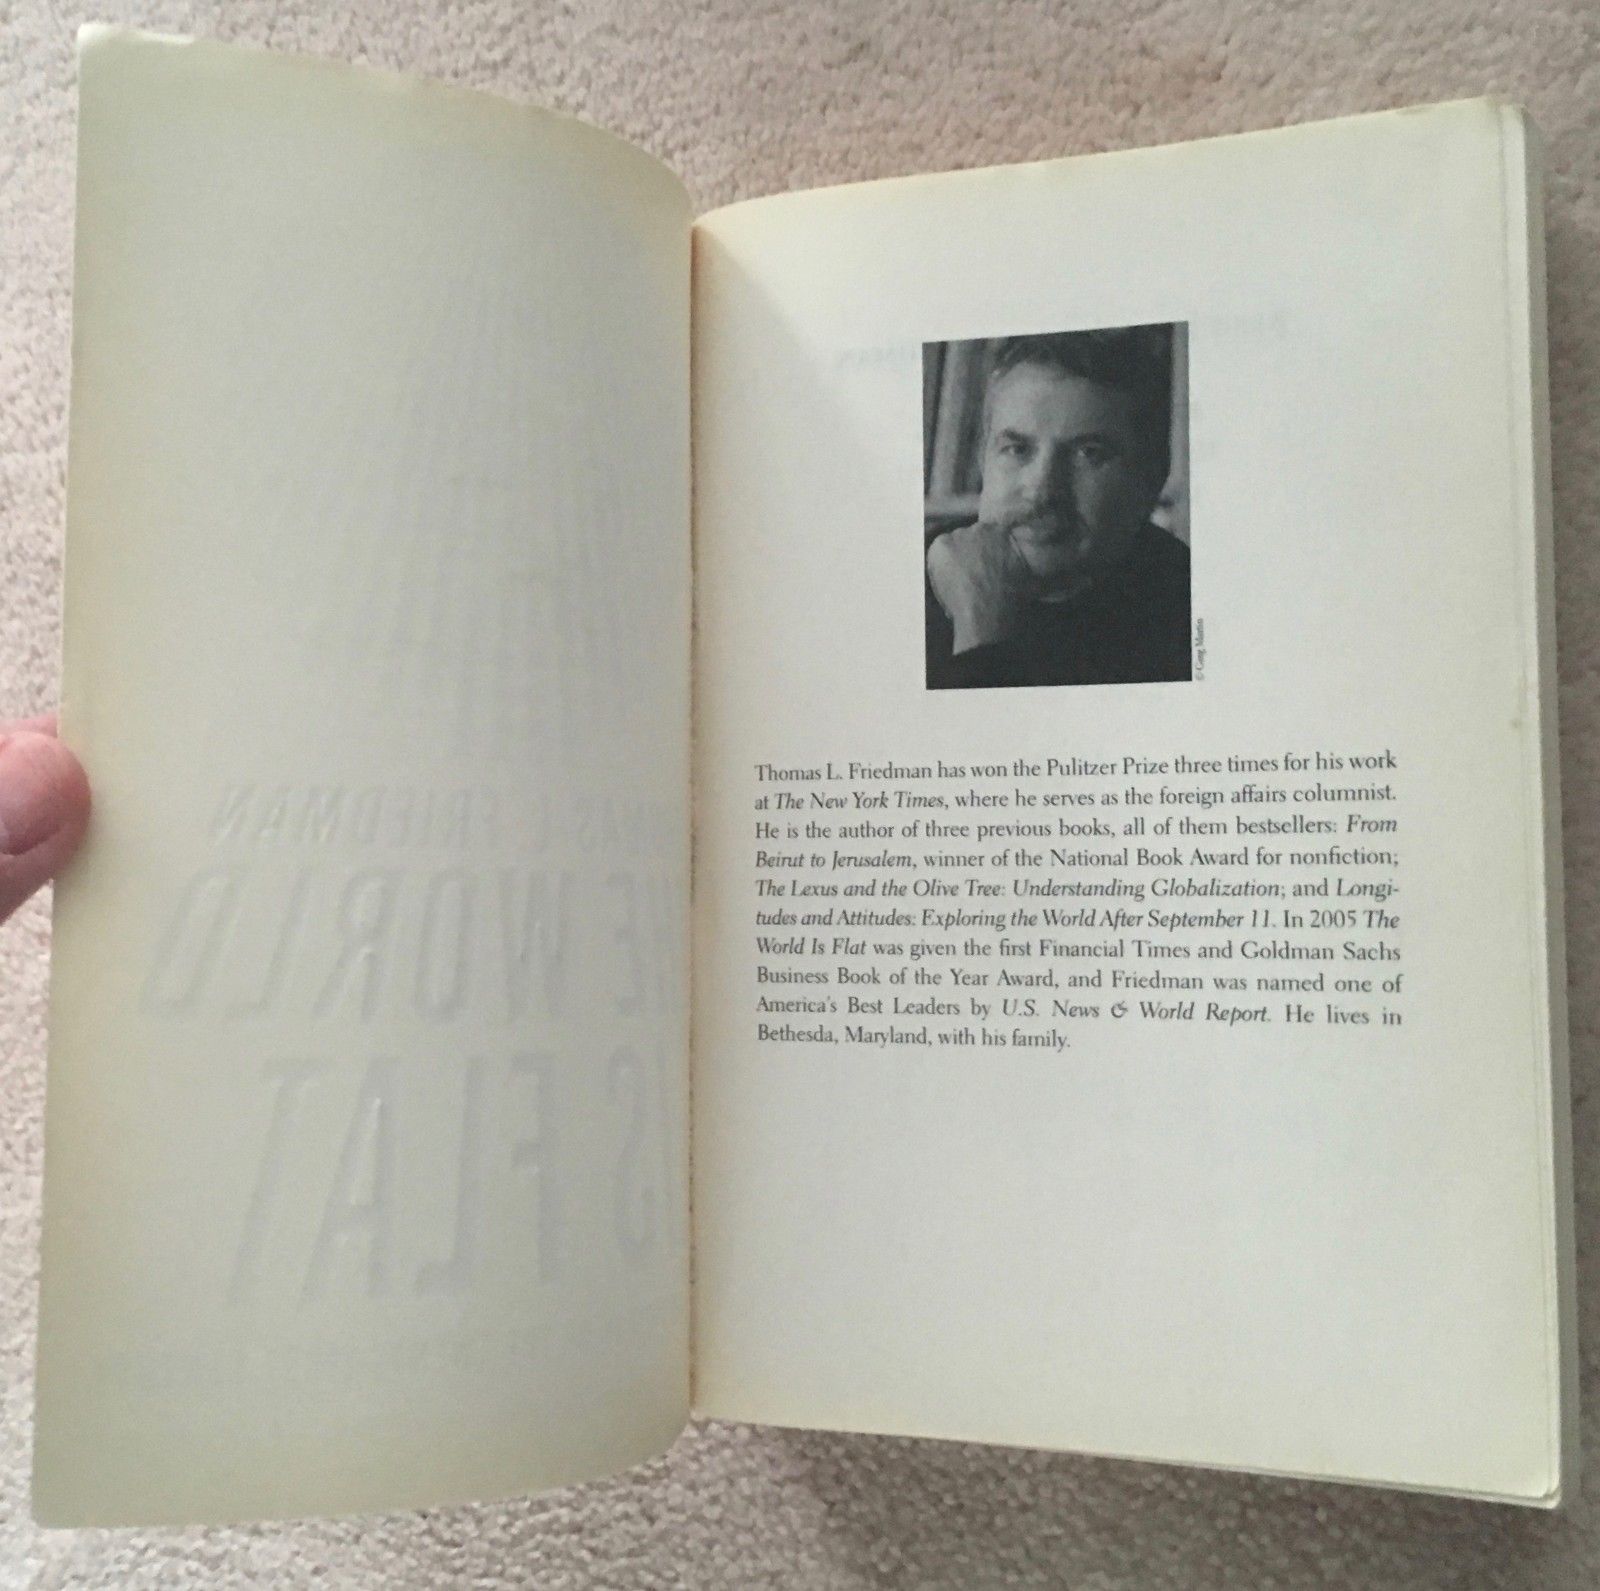 © Greg Martin
Thomas L. Friedman has won the Pulitzer Prize three times for his work
at The New York Times, where he serves as the foreign affairs columnist.
He is the author of three previous books, all of them bestsellers: From
Beirut to Jerusalem, winner of the National Book Award for nonfiction;
The Lexus and the Olive Tree: Understanding Globalization; and Longi-
tudes and Attitudes: Exploring the World After September 11. In 2005 The
World Is Flat was given the first Financial Times and Goldman Sachs
Business Book of the Year Award, and Friedman was named one of
America's Best Leaders by U.S. News & World Report. He lives in
Bethesda, Maryland, with his family.